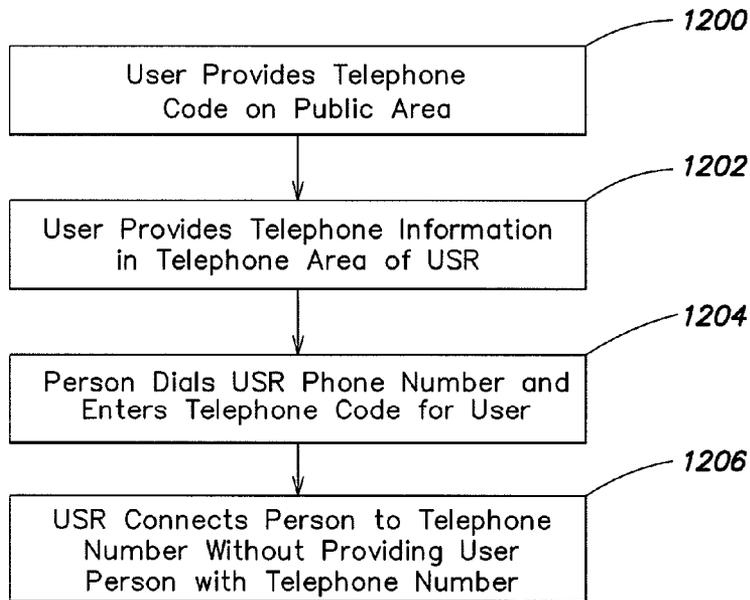 1200
User Provides Telephone
Code on Public Area
1202
User Provides Telephone Information
in Telephone Area of USR
1204
Person Dials USR Phone Number and
Enters Telephone Code for User
1206
USR Connects Person to Telephone
Number Without Providing User
Person with Telephone Number